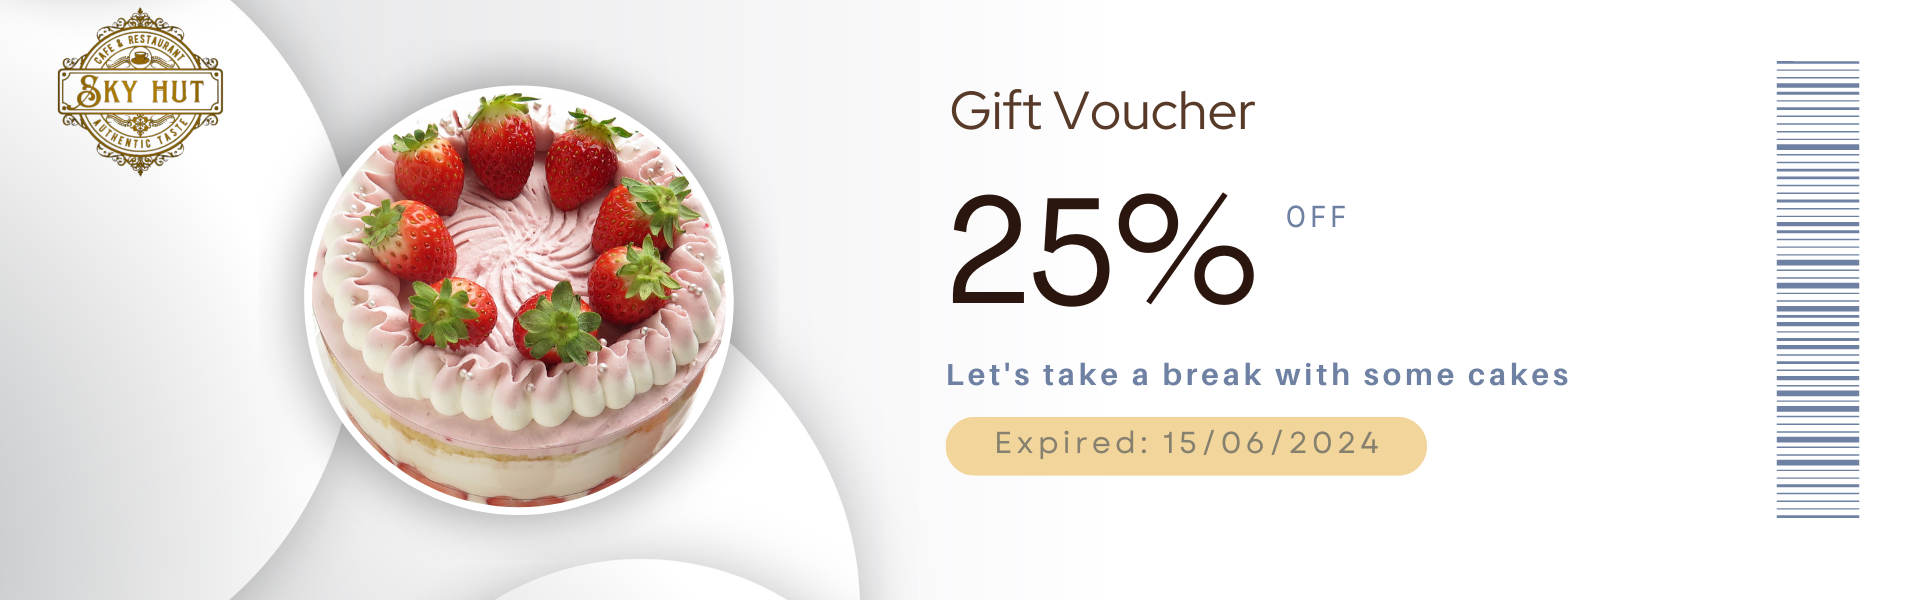 CAFE & RESTAURANT
SKY HUT
AUTHENTIC TASTE
Gift Voucher
25% OFF
Let's take a break with some cakes
Expired: 15/06/2024